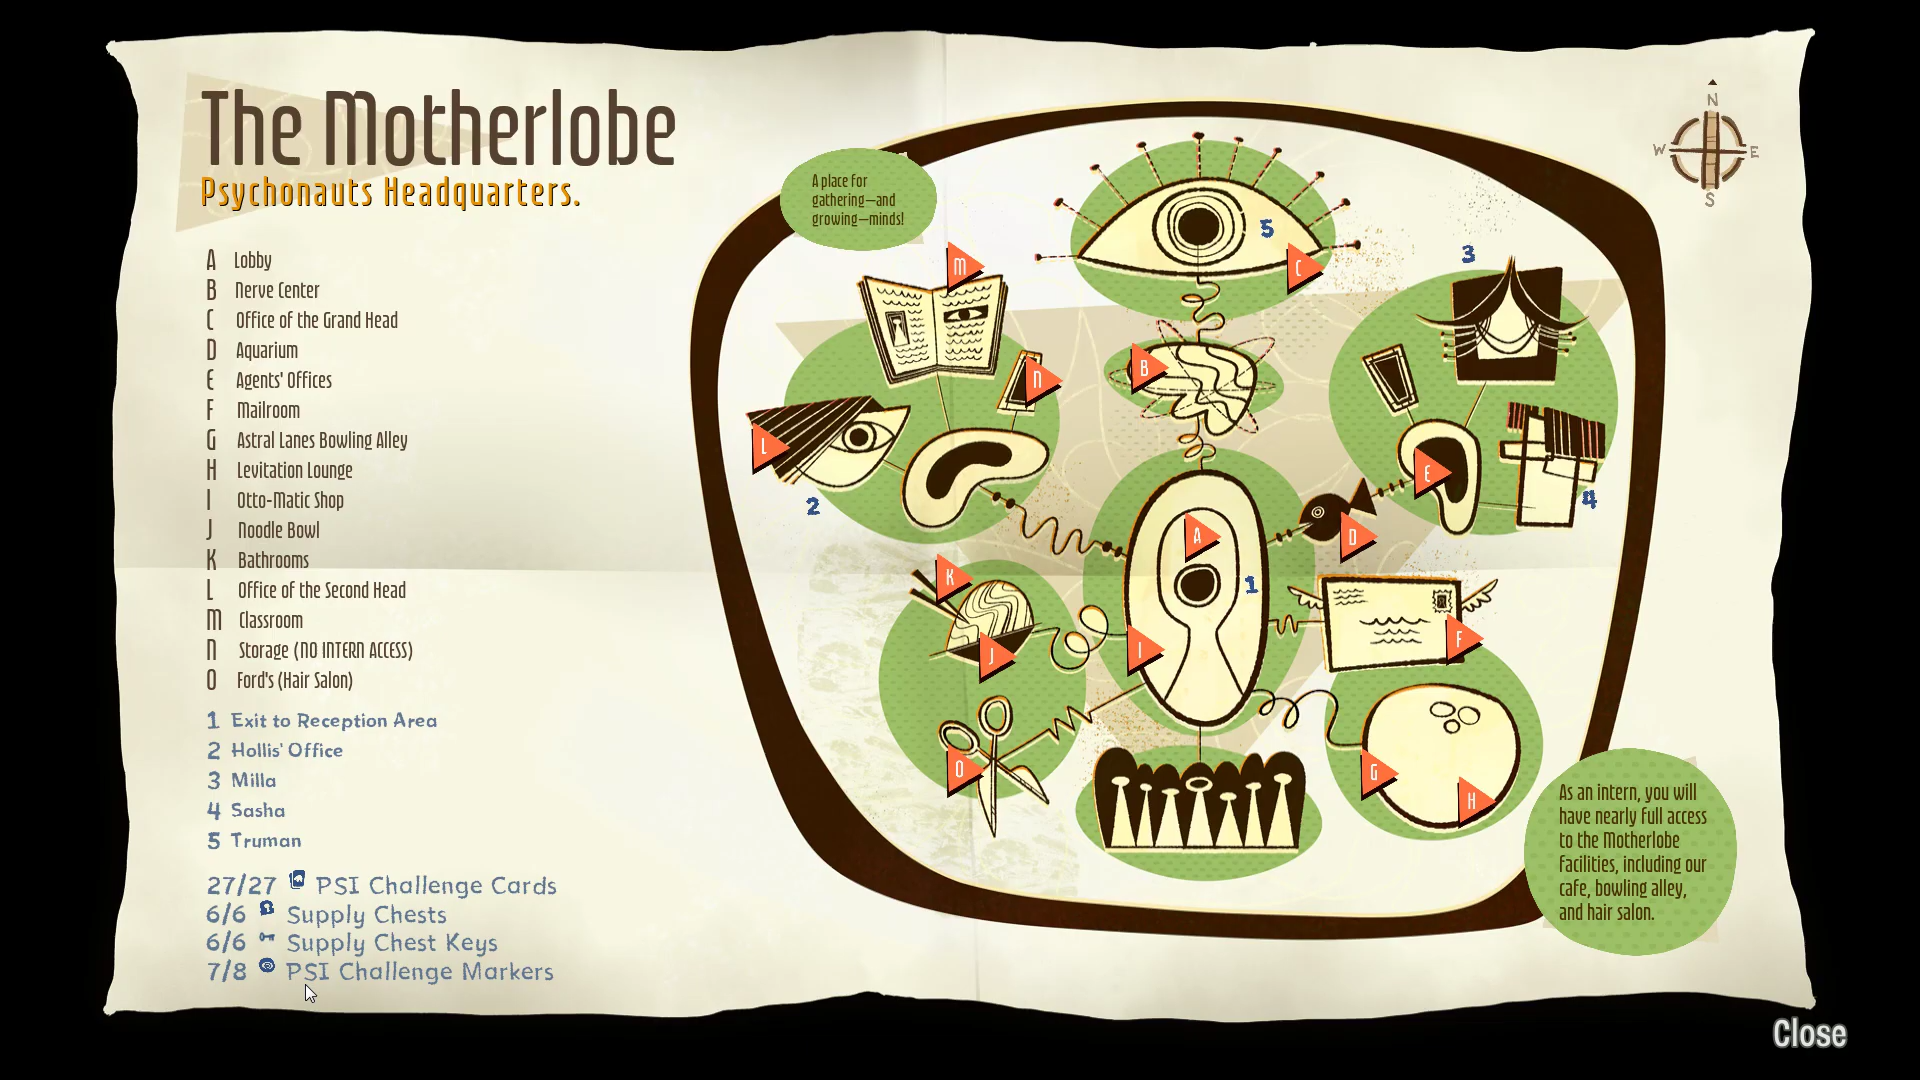 The Motherlobe
Psychonauts Headquarters.
A Lobby
B Nerve Center
C Office of the Grand Head
D Aquarium
E Agents' Offices
F Mailroom
G Astral Lanes Bowling Alley
H Levitation Lounge
I Otto-Matic Shop
J Noodle Bowl
K Bathrooms
L Office of the Second Head
M Classroom
N Storage (NO INTERN ACCESS)
O Ford's (Hair Salon)
1 Exit to Reception Area
2 Hollis' Office
3 Milla
4 Sasha
5 Truman
27/27 PSI Challenge Cards
6/6 Supply Chests
6/6 Supply Chest Keys
7/8 PSI Challenge Markers
A place for
gathering—and
growing—minds!
N
W E
S
5
C
3
M
B
N
L
E
2
4
A
D
K
1
J
I
F
O
G
H
As an intern, you will
have nearly full access
to the Motherlobe
facilities, including our
cafe, bowling alley,
and hair salon.
Close